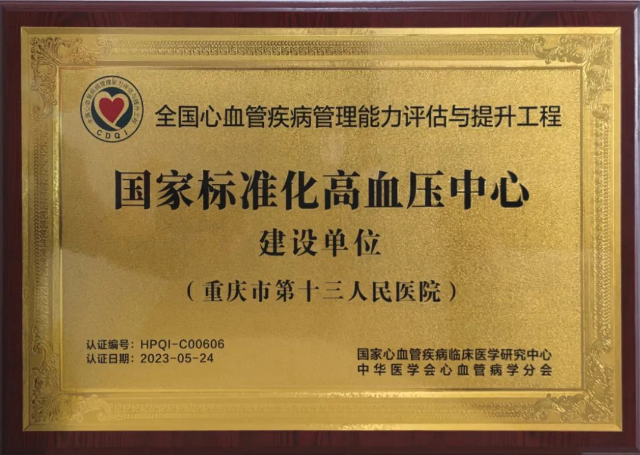 CDQI
全国心血管疾病管理能力评估与提升工程
国家标准化高血压中心
建设单位
（重庆市第十三人民医院）
认证编号：HPQI-C00606
认证日期：2023-05-24
国家心血管疾病临床医学研究中心
中华医学会心血管病学分会